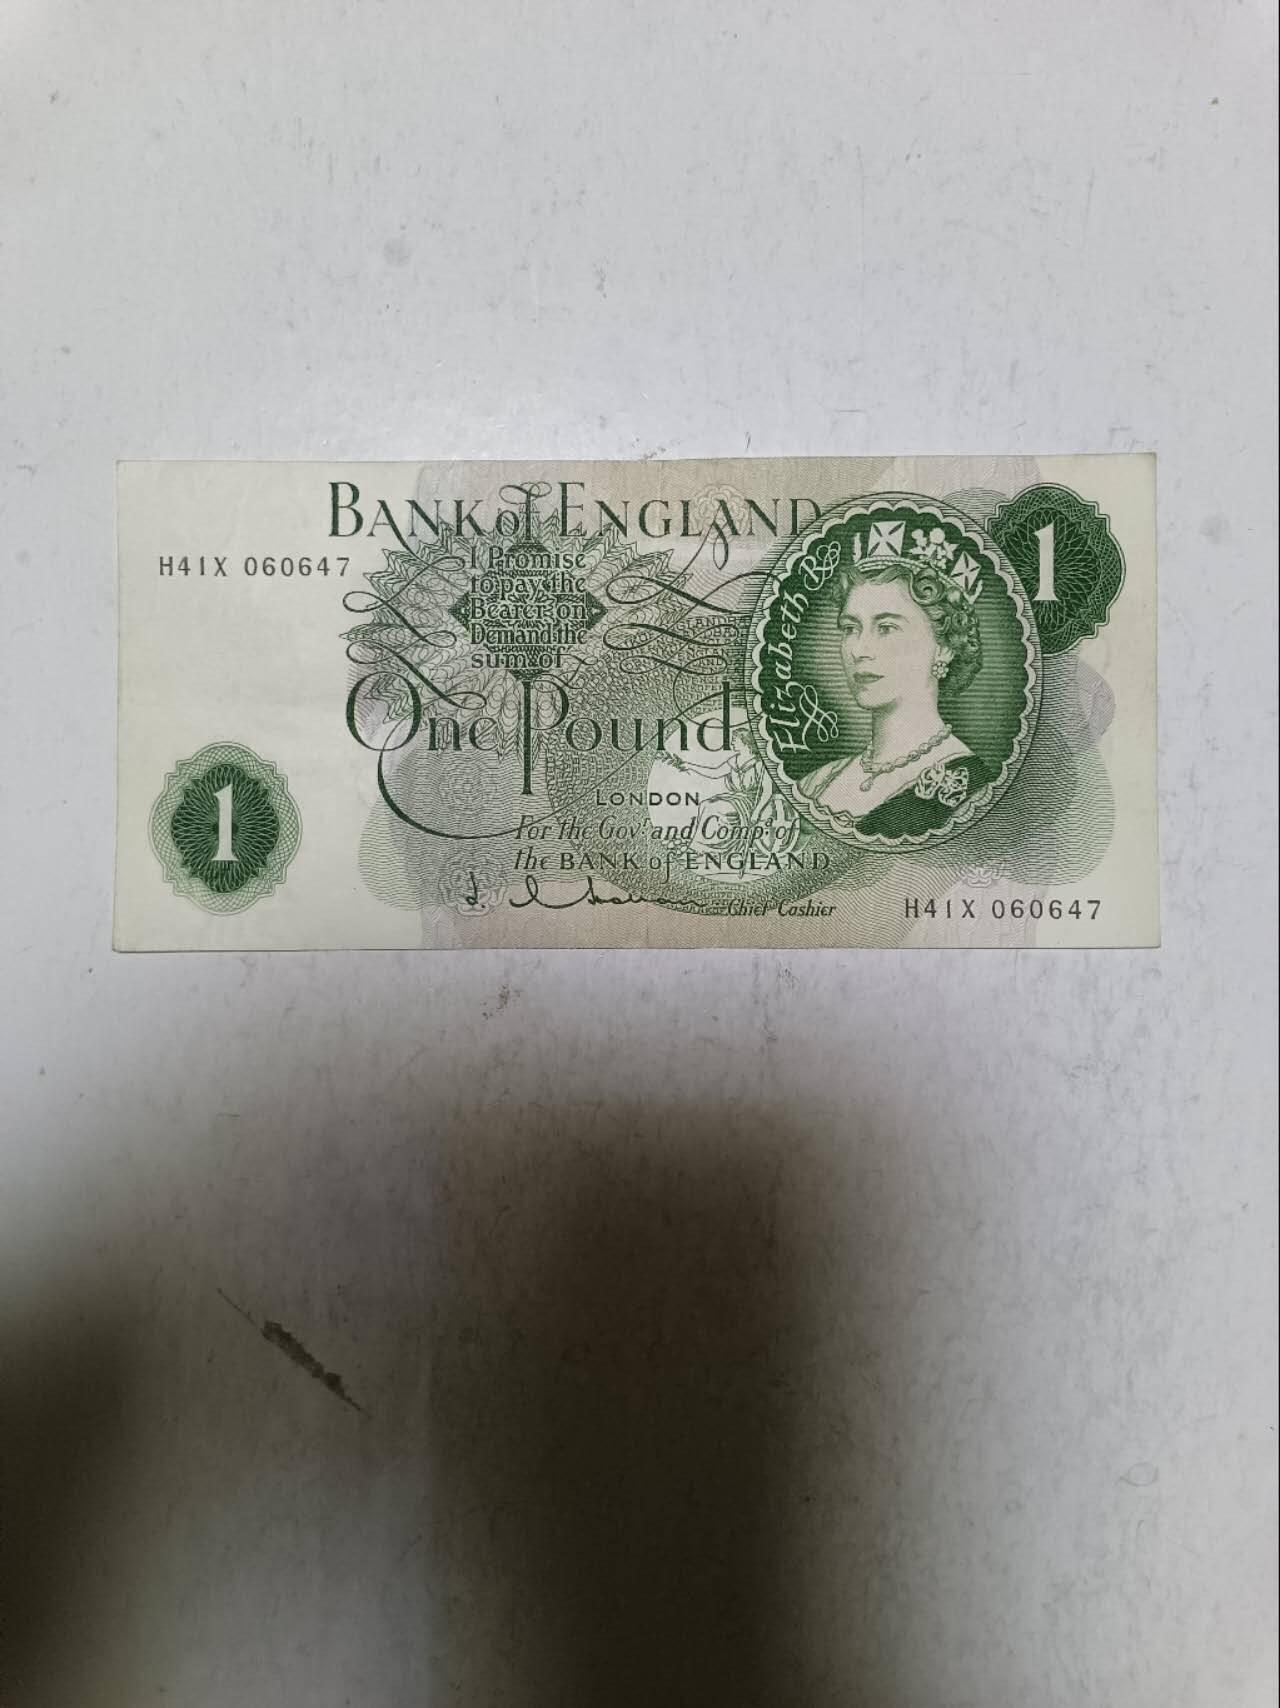 BANK of ENGLAND
H41X 060647
I Promise
to pay the
Bearer on
Demand the
sum of
One Pound
LONDON
For the Govr and Compa of
the BANK of ENGLAND
Chief Cashier
Elizabeth R
1
1
H41X 060647